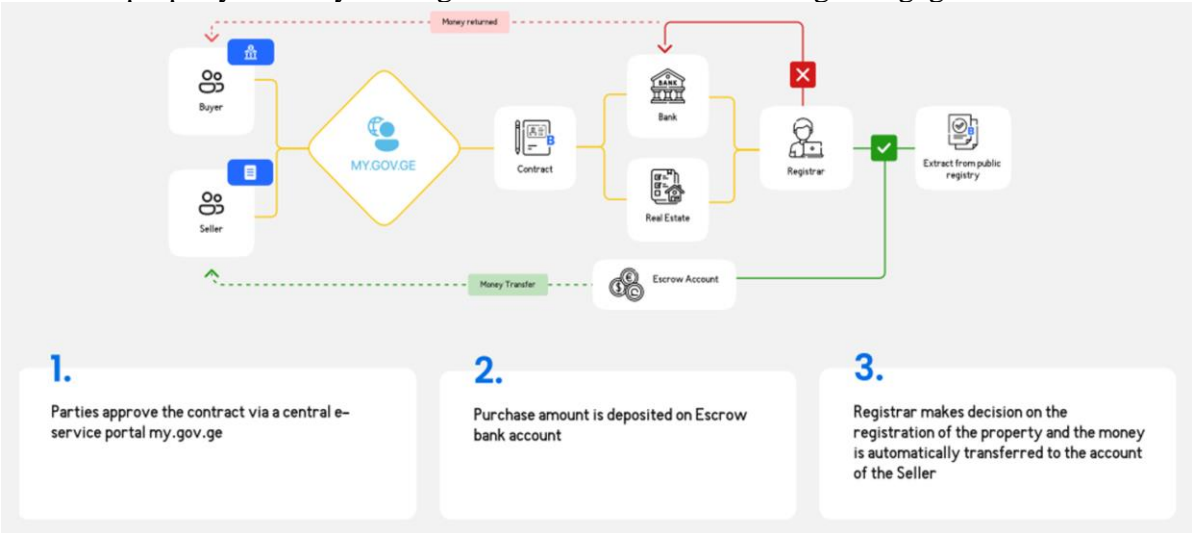 Money returned
Buyer
Seller
MY.GOV.GE
B
Contract
BANK
Bank
Real Estate
Registrar
B
Extract from public
registry
Escrow Account
Money Transfer
1.
Parties approve the contract via a central e-
service portal my.gov.ge
2.
Purchase amount is deposited on Escrow
bank account
3.
Registrar makes decision on the
registration of the property and the money
is automatically transferred to the account
of the Seller